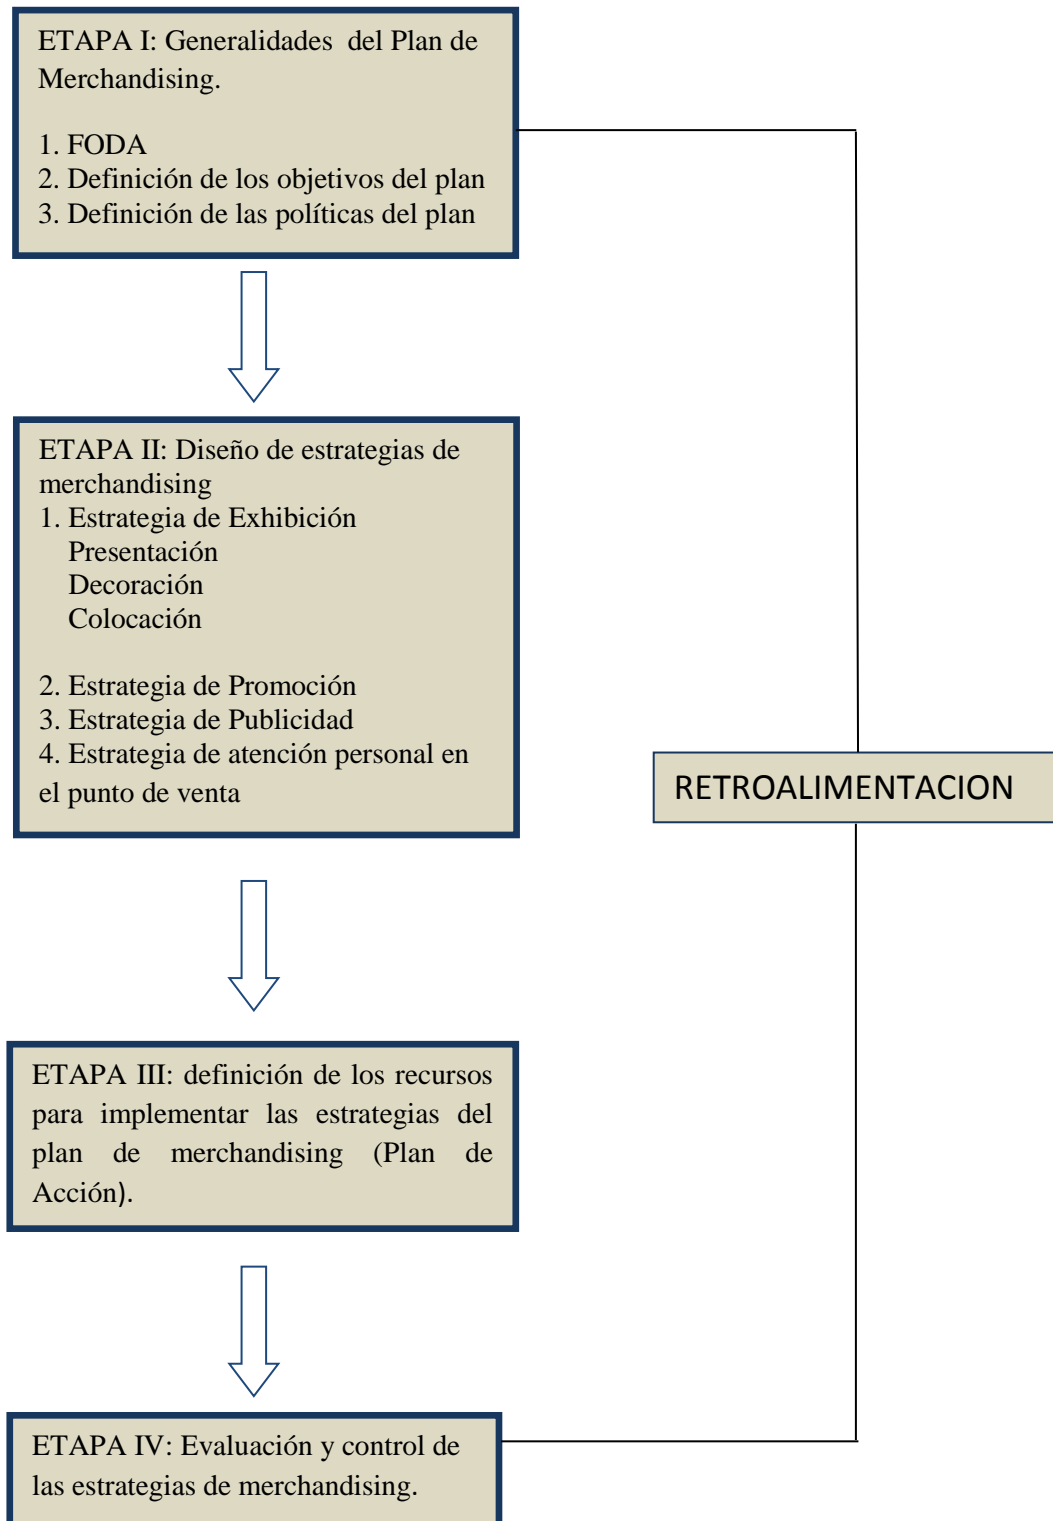 ETAPA I: Generalidades  del Plan de
Merchandising.
1. FODA
2. Definición de los objetivos del plan
3. Definición de las políticas del plan
ETAPA II: Diseño de estrategias de
merchandising
1. Estrategia de Exhibición
Presentación
Decoración
Colocación
2. Estrategia de Promoción
3. Estrategia de Publicidad
4. Estrategia de atención personal en
el punto de venta
RETROALIMENTACION
ETAPA III: definición de los recursos
para implementar las estrategias del
plan de merchandising (Plan de
Acción).
ETAPA IV: Evaluación y control de
las estrategias de merchandising.